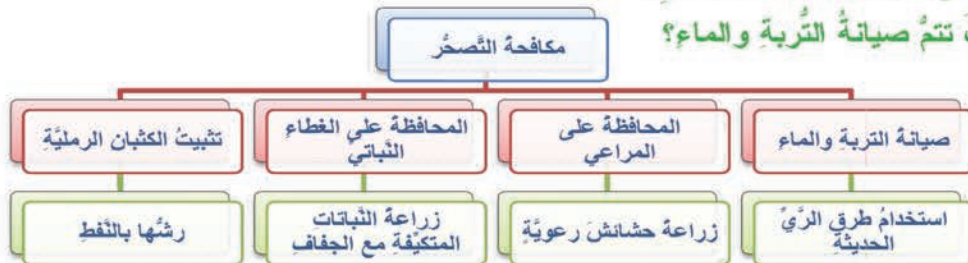 تتمُّ صيانةُ التُّربةِ والماءِ؟
مكافحة التَّصحُّر
صيانة التربة والماء
المحافظة على
المراعي
المحافظة علي الغطاءِ
النَّباتي
تثبيتُ الكثبان الرمليَّةِ
استخدامُ طرقِ الرَّيِّ
الحديثةِ
زراعة حشائشَ رعويَّةٍ
زراعة النَّباتاتِ
المتكيّفةِ مع الجفافِ
رشُّها بالنَّفطِ